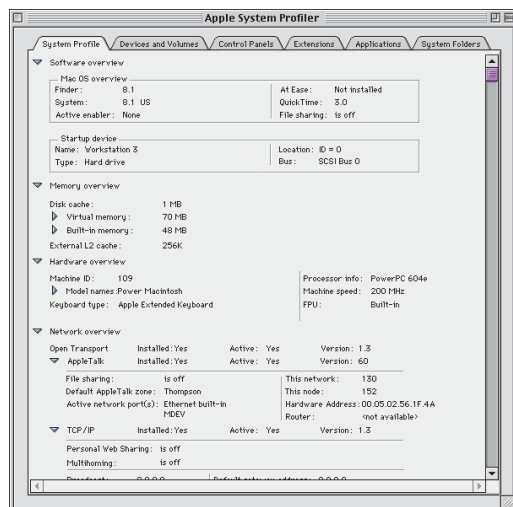 Apple System Profiler
System Profile Devices and Volumes Control Panels Extensions Applications System Folders
Software overview
Mac OS overview
Finder: 8.1 At Ease: Not installed
System: 8.1 US QuickTime: 3.0
Active enabler: None File sharing: is off
Startup device
Name: Workstation 3 Location: ID = 0
Type: Hard drive Bus: SCSI Bus 0
Memory overview
Disk cache: 1 MB
Virtual memory: 70 MB
Built-in memory: 48 MB
External L2 cache: 256K
Hardware overview
Machine ID: 109 Processor info: PowerPC 604e
Model names: Power Macintosh Machine speed: 200 MHz
Keyboard type: Apple Extended Keyboard FPU: Built-in
Network overview
Open Transport Installed: Yes Active: Yes Version: 1.3
AppleTalk Installed: Yes Active: Yes Version: 60
File sharing: is off This network: 130
Default AppleTalk zone: Thompson This node: 152
Active network port(s): Ethernet built-in Hardware Address: 00.05.02.56.1F.4A
MDEV Router: <not available>
TCP/IP Installed: Yes Active: Yes Version: 1.3
Personal Web Sharing: is off
Multihoming: is off